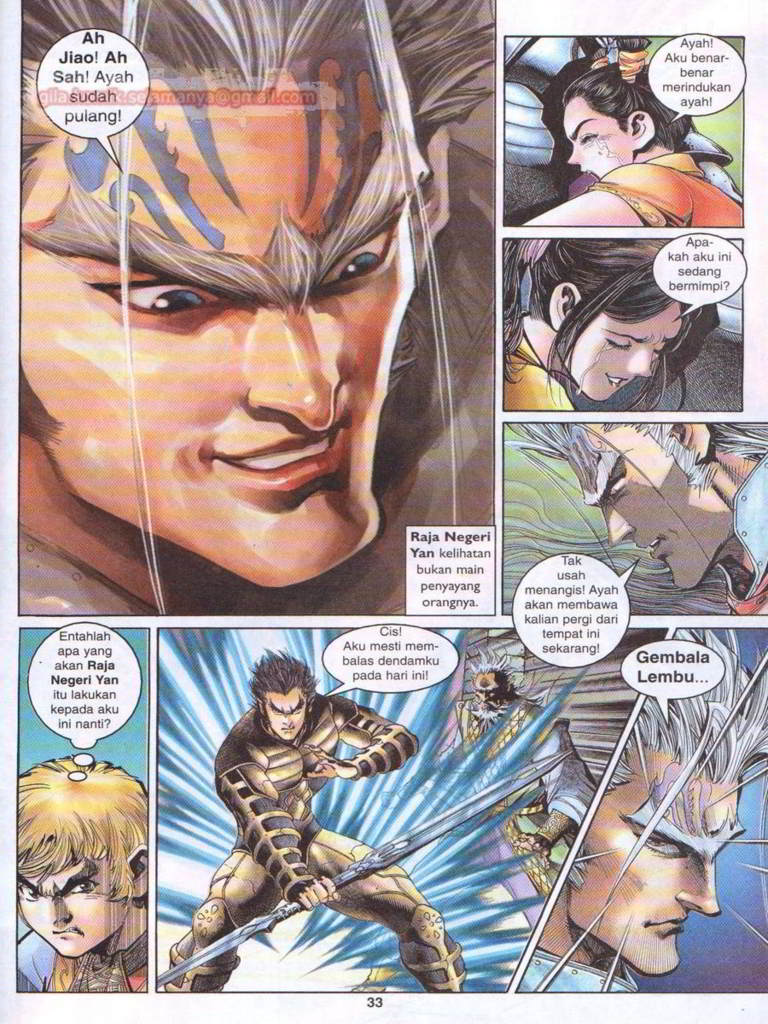 Ah
Jiao! Ah
Sah! Ayah
sudah
pulang!
Ayah!
Aku benar-
benar
merindukan
ayah!
Apa-
kah aku ini
sedang
bermimpi?
Raja Negeri
Yan kelihatan
bukan main
penyayang
orangnya.
Tak
usah
menangis! Ayah
akan membawa
kalian pergi dari
tempat ini
sekarang!
Entahlah
apa yang
akan Raja
Negeri Yan
itu lakukan
kepada aku
ini nanti?
Cis!
Aku mesti mem-
balas dendamku
pada hari ini!
Gembala
Lembu...
33